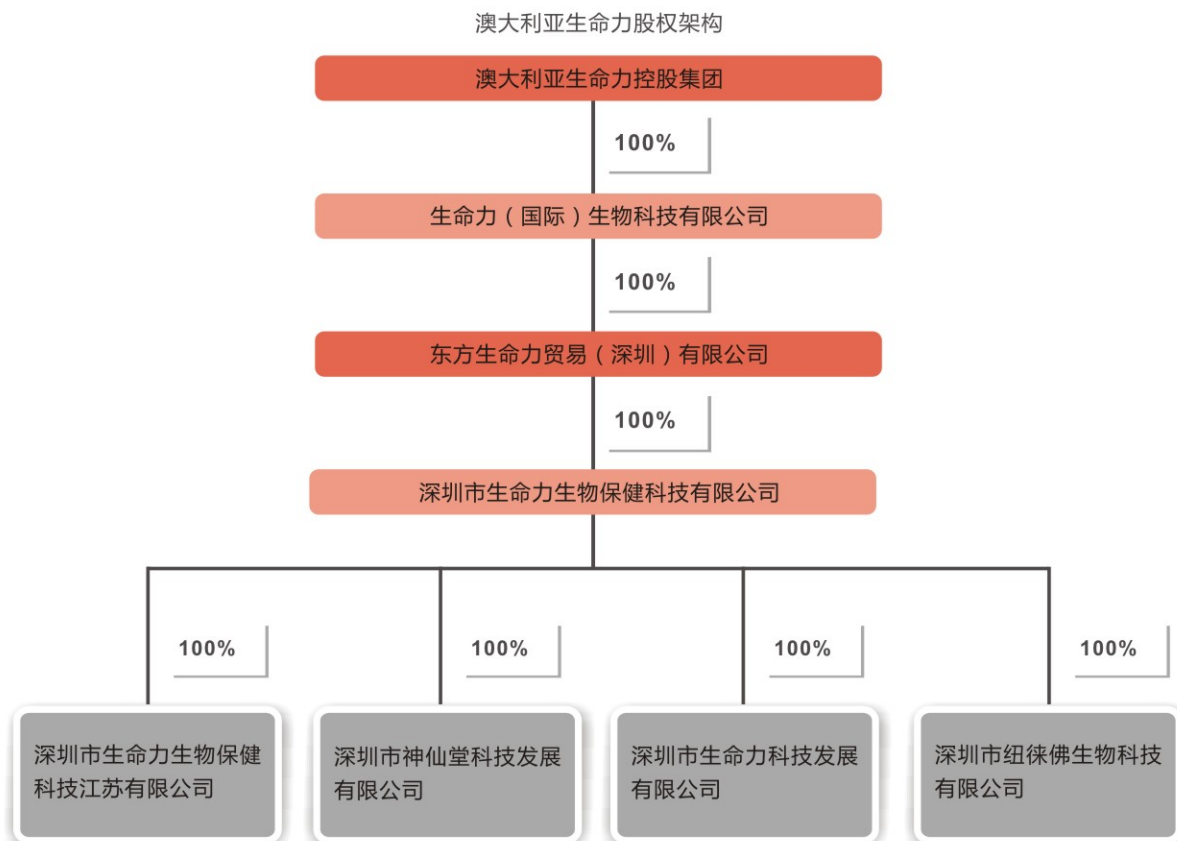 澳大利亚生命力股权架构
澳大利亚生命力控股集团
100%
生命力（国际）生物科技有限公司
100%
东方生命力贸易（深圳）有限公司
100%
深圳市生命力生物保健科技有限公司
100%
100%
100%
100%
深圳市生命力生物保健
科技江苏有限公司
深圳市神仙堂科技发展
有限公司
深圳市生命力科技发展
有限公司
深圳市纽徕佛生物科技
有限公司